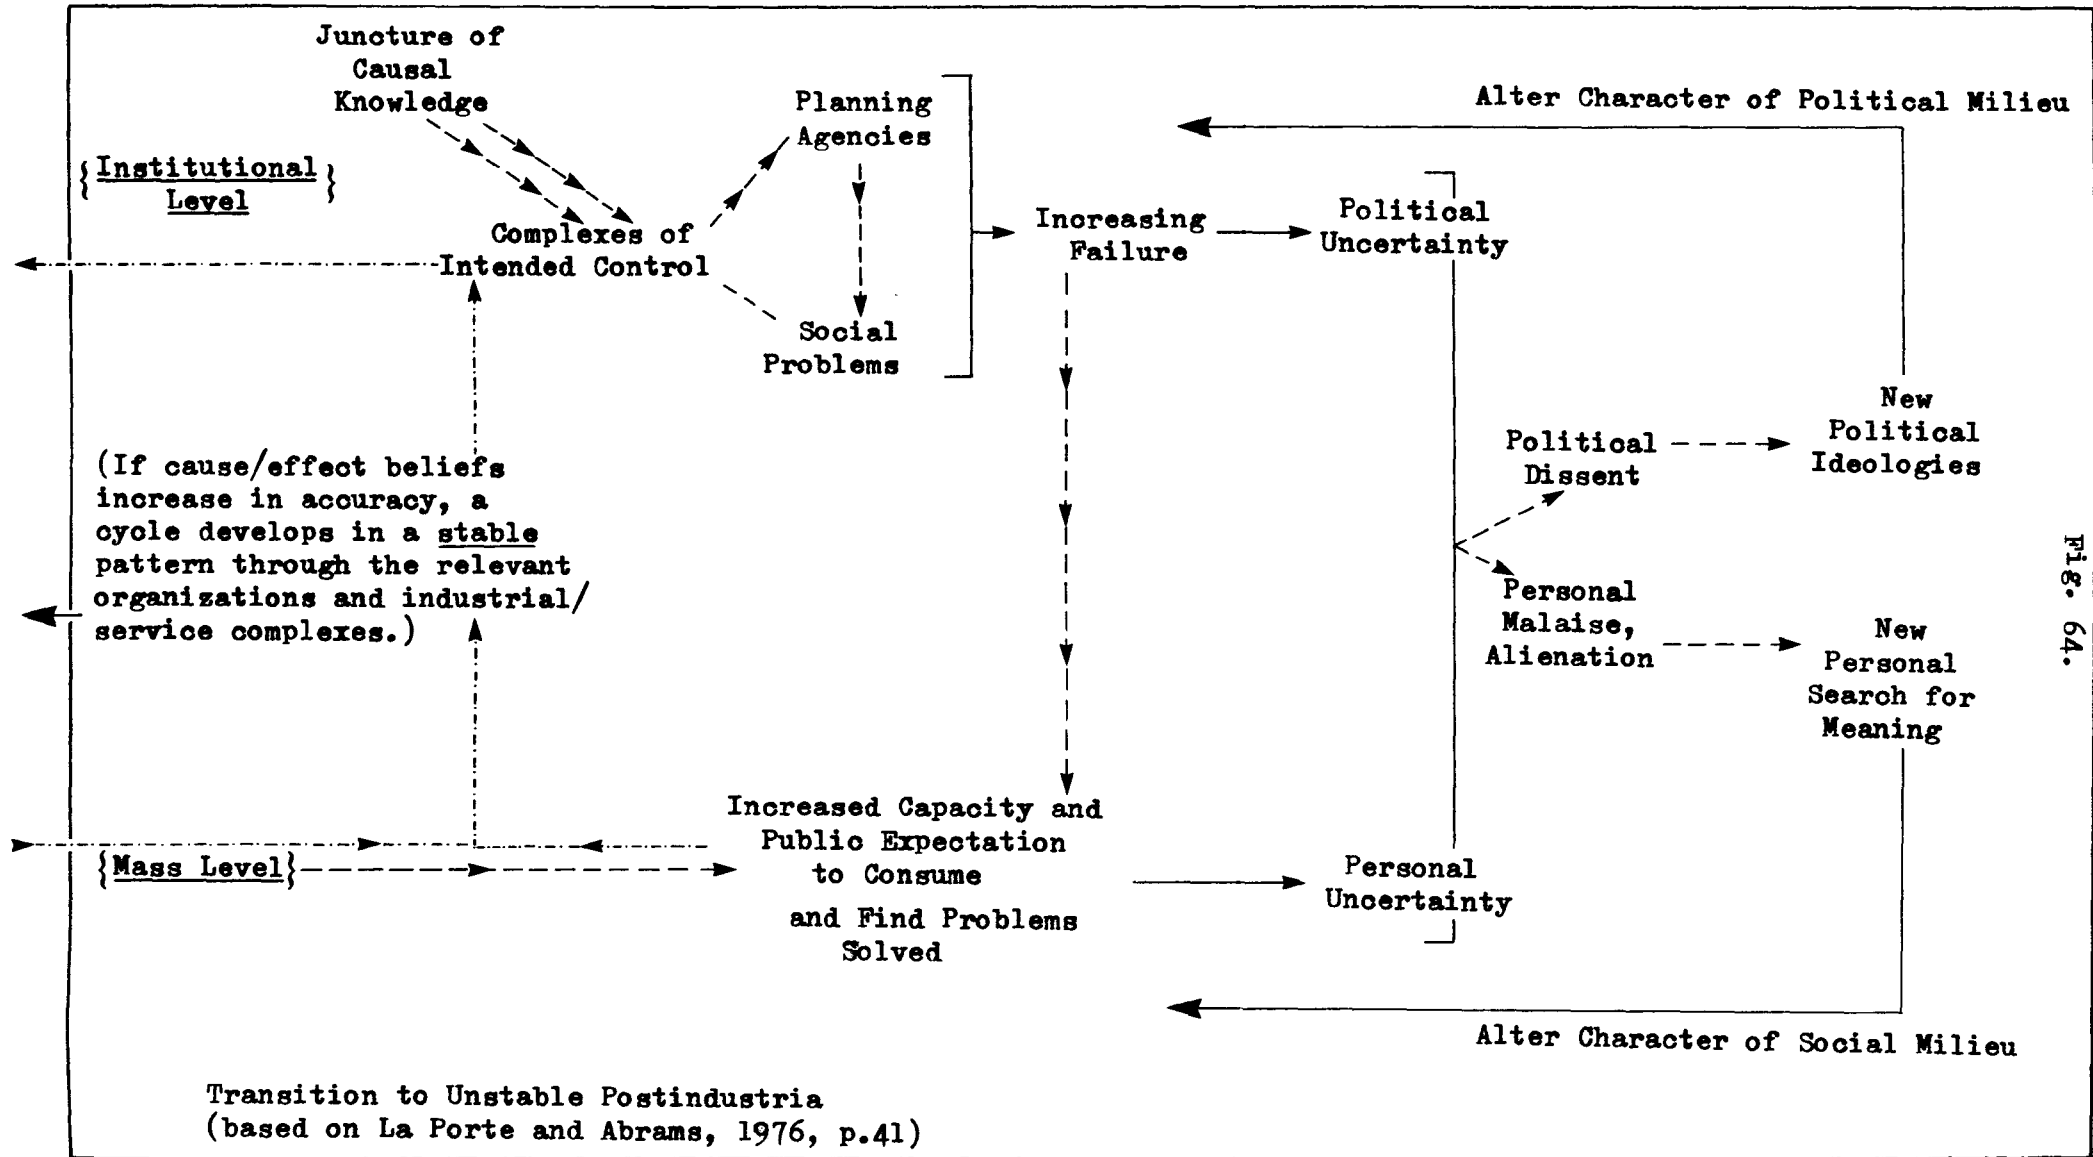 Juncture of
Causal
Knowledge
{Institutional
Level}
Complexes of
Intended Control
Planning
Agencies
Social
Problems
Increasing
Failure
Political
Uncertainty
Alter Character of Political Milieu
New
Political
Ideologies
Political
Dissent
Personal
Malaise,
Alienation
New
Personal
Search for
Meaning
Fig. 64.
(If cause/effect beliefs
increase in accuracy, a
cycle develops in a stable
pattern through the relevant
organizations and industrial/
service complexes.)
{Mass Level}
Increased Capacity and
Public Expectation
to Consume
and Find Problems
Solved
Personal
Uncertainty
Alter Character of Social Milieu
Transition to Unstable Postindustria
(based on La Porte and Abrams, 1976, p.41)